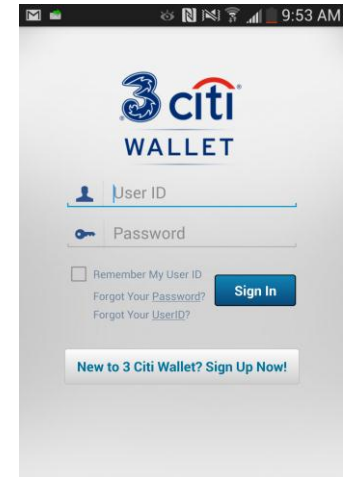 9:53 AM
3 citi
WALLET
User ID
Password
Remember My User ID
Forgot Your Password?
Sign In
Forgot Your UserID?
New to 3 Citi Wallet? Sign Up Now!